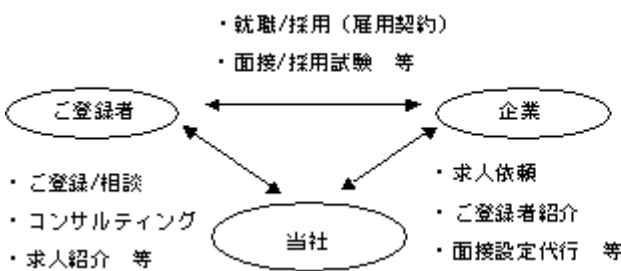 ・就職/採用（雇用契約）
・面接/採用試験　等
ご登録者
企業
・ご登録/相談
・コンサルティング
・求人紹介　等
当社
・求人依頼
・ご登録者紹介
・面接設定代行　等